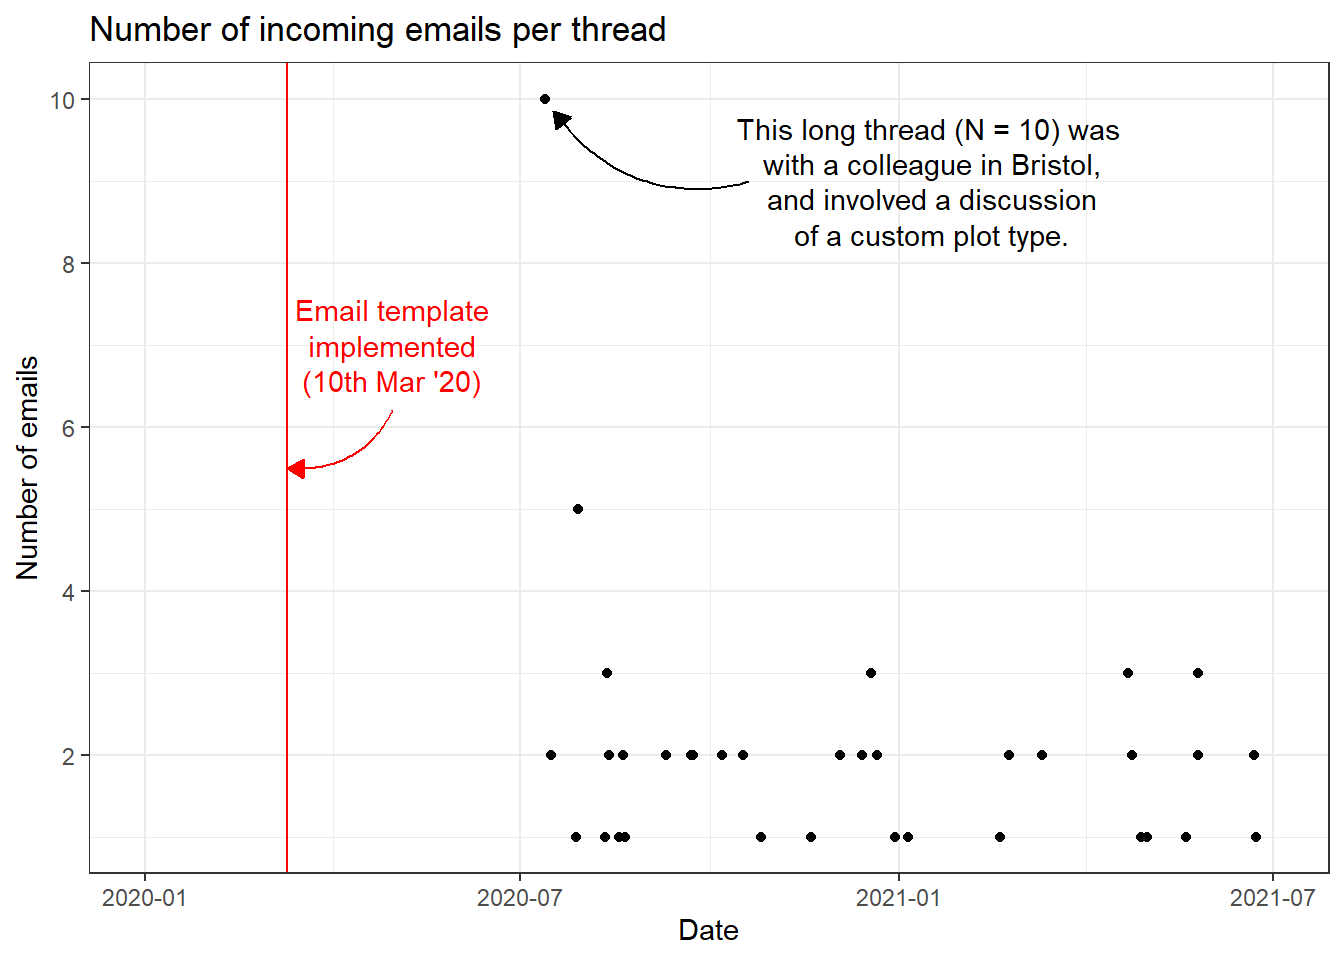 Number of incoming emails per thread
10
8
6
4
2
Number of emails
This long thread (N = 10) was
with a colleague in Bristol,
and involved a discussion
of a custom plot type.
Email template
implemented
(10th Mar '20)
2020-01
2020-07
2021-01
2021-07
Date